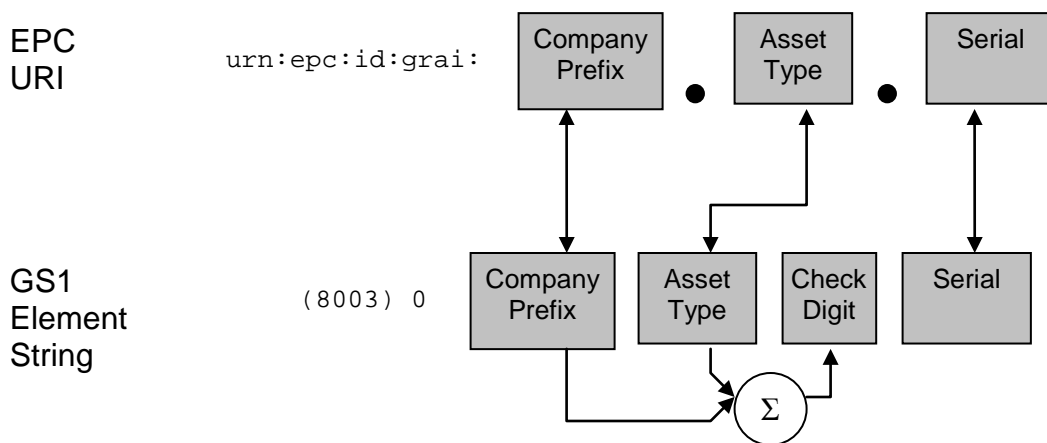 EPC
URI
urn:epc:id:grai:
Company
Prefix
Asset
Type
Serial
GS1
Element
String
(8003) 0
Company
Prefix
Asset
Type
Check
Digit
Serial
Σ